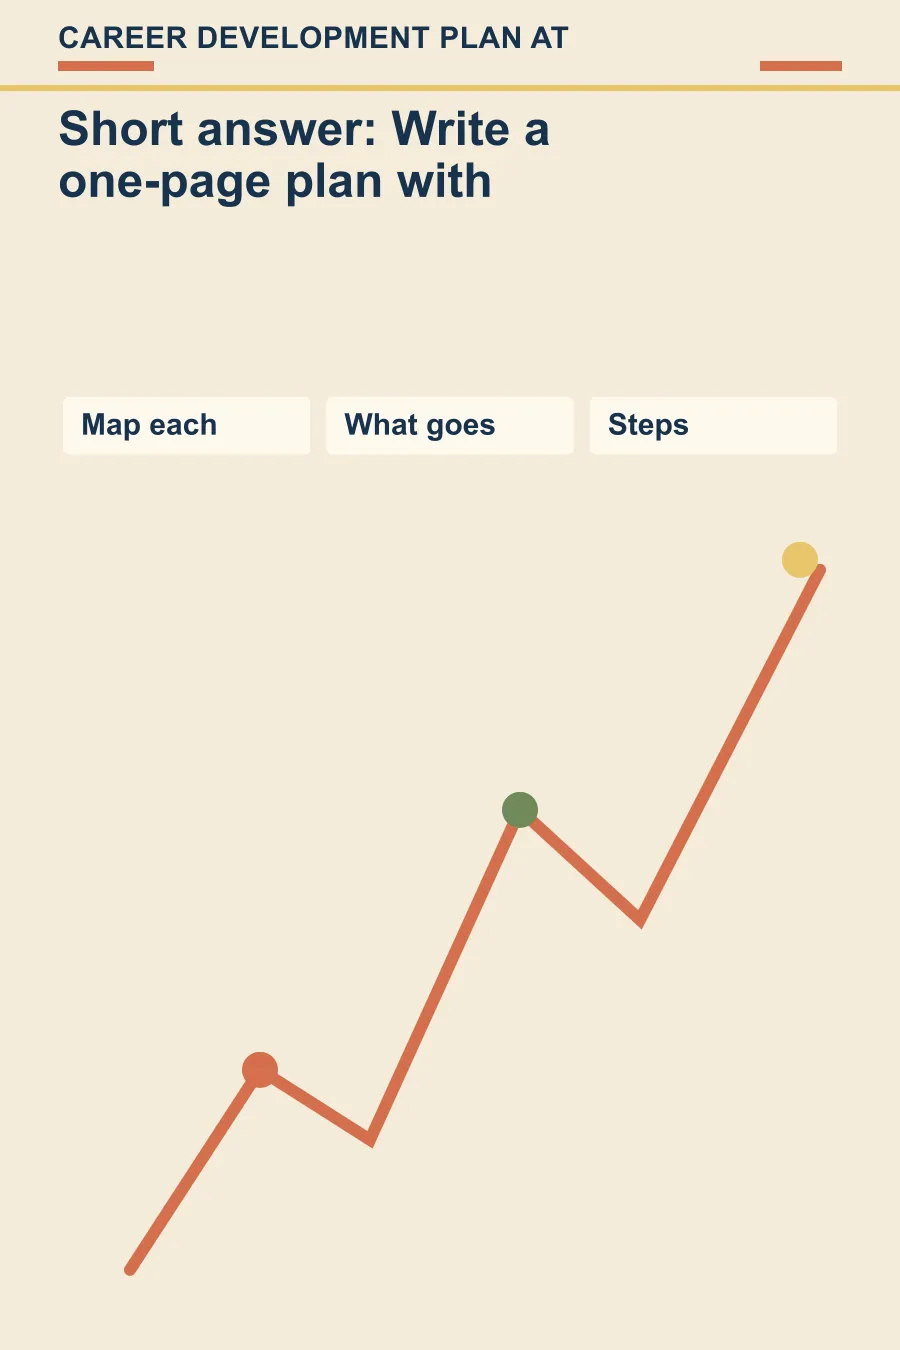 CAREER DEVELOPMENT PLAN AT
Short answer: Write a
one-page plan with
Map each
What goes
Steps